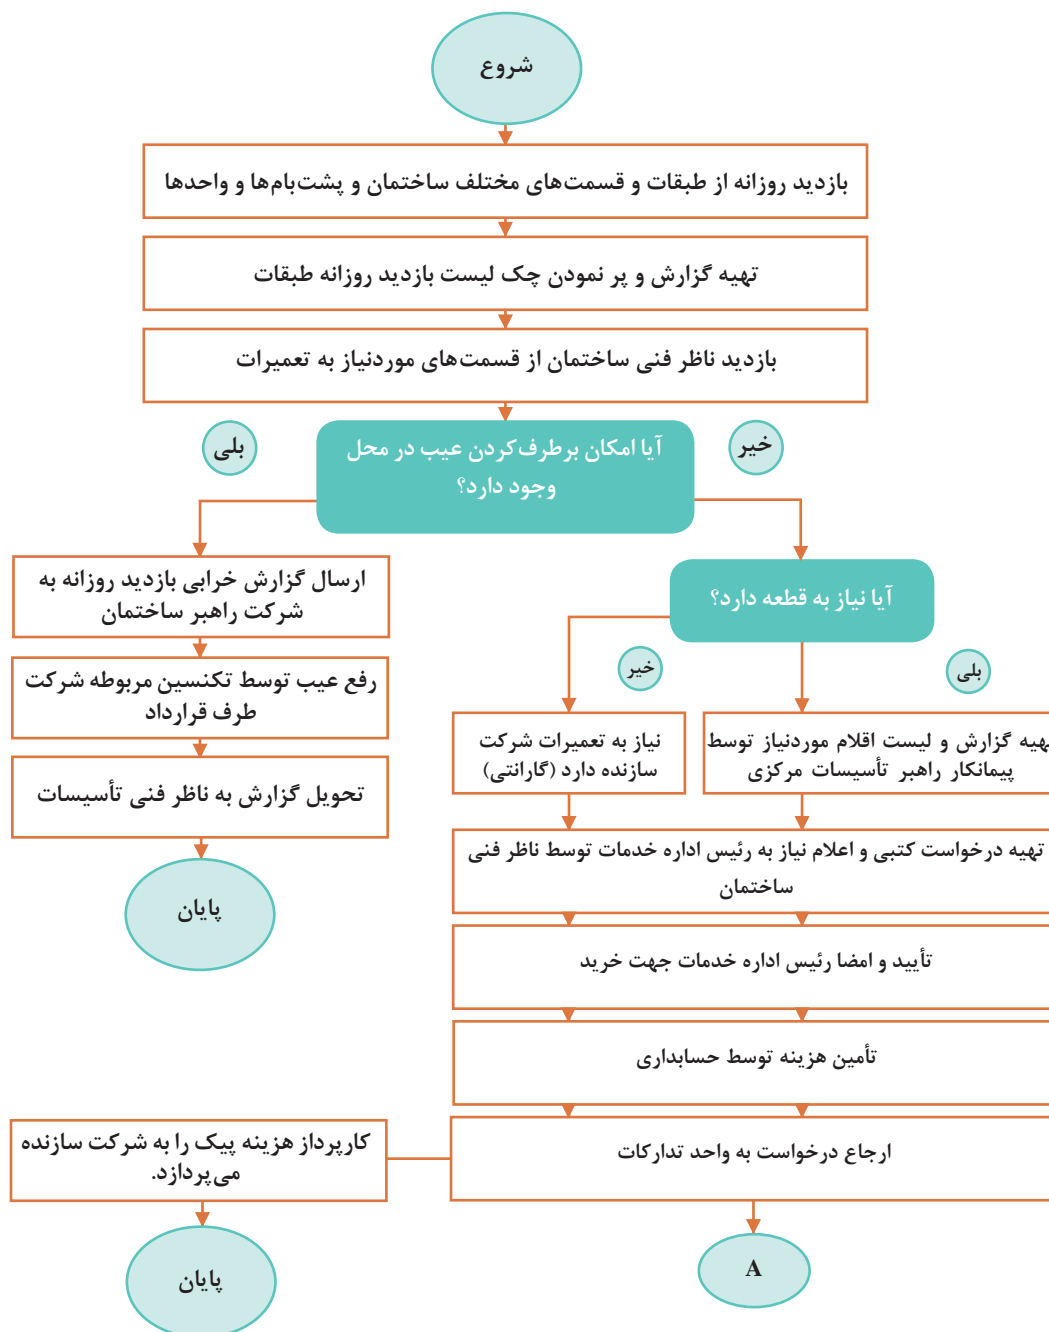 شروع
بازدید روزانه از طبقات و قسمت‌های مختلف ساختمان و پشت‌بام‌ها و واحدها
تهیه گزارش و پر نمودن چک لیست بازدید روزانه طبقات
بازدید ناظر فنی ساختمان از قسمت‌های موردنیاز به تعمیرات
خیر
آیا امکان برطرف‌کردن عیب در محل
وجود دارد؟
بلی
ارسال گزارش خرابی بازدید روزانه به
شرکت راهبر ساختمان
رفع عیب توسط تکنسین مربوطه شرکت
طرف قرارداد
تحویل گزارش به ناظر فنی تأسیسات
پایان
آیا نیاز به قطعه دارد؟
بلی
خیر
هیه گزارش و لیست اقلام موردنیاز توسط
پیمانکار راهبر تأسیسات مرکزی
نیاز به تعمیرات شرکت
سازنده دارد (گارانتی)
تهیه درخواست کتبی و اعلام نیاز به رئیس اداره خدمات توسط ناظر فنی
ساختمان
تأیید و امضا رئیس اداره خدمات جهت خرید
تأمین هزینه توسط حسابداری
ارجاع درخواست به واحد تدارکات
کارپرداز هزینه پیک را به شرکت سازنده
می‌پردازد.
A
پایان